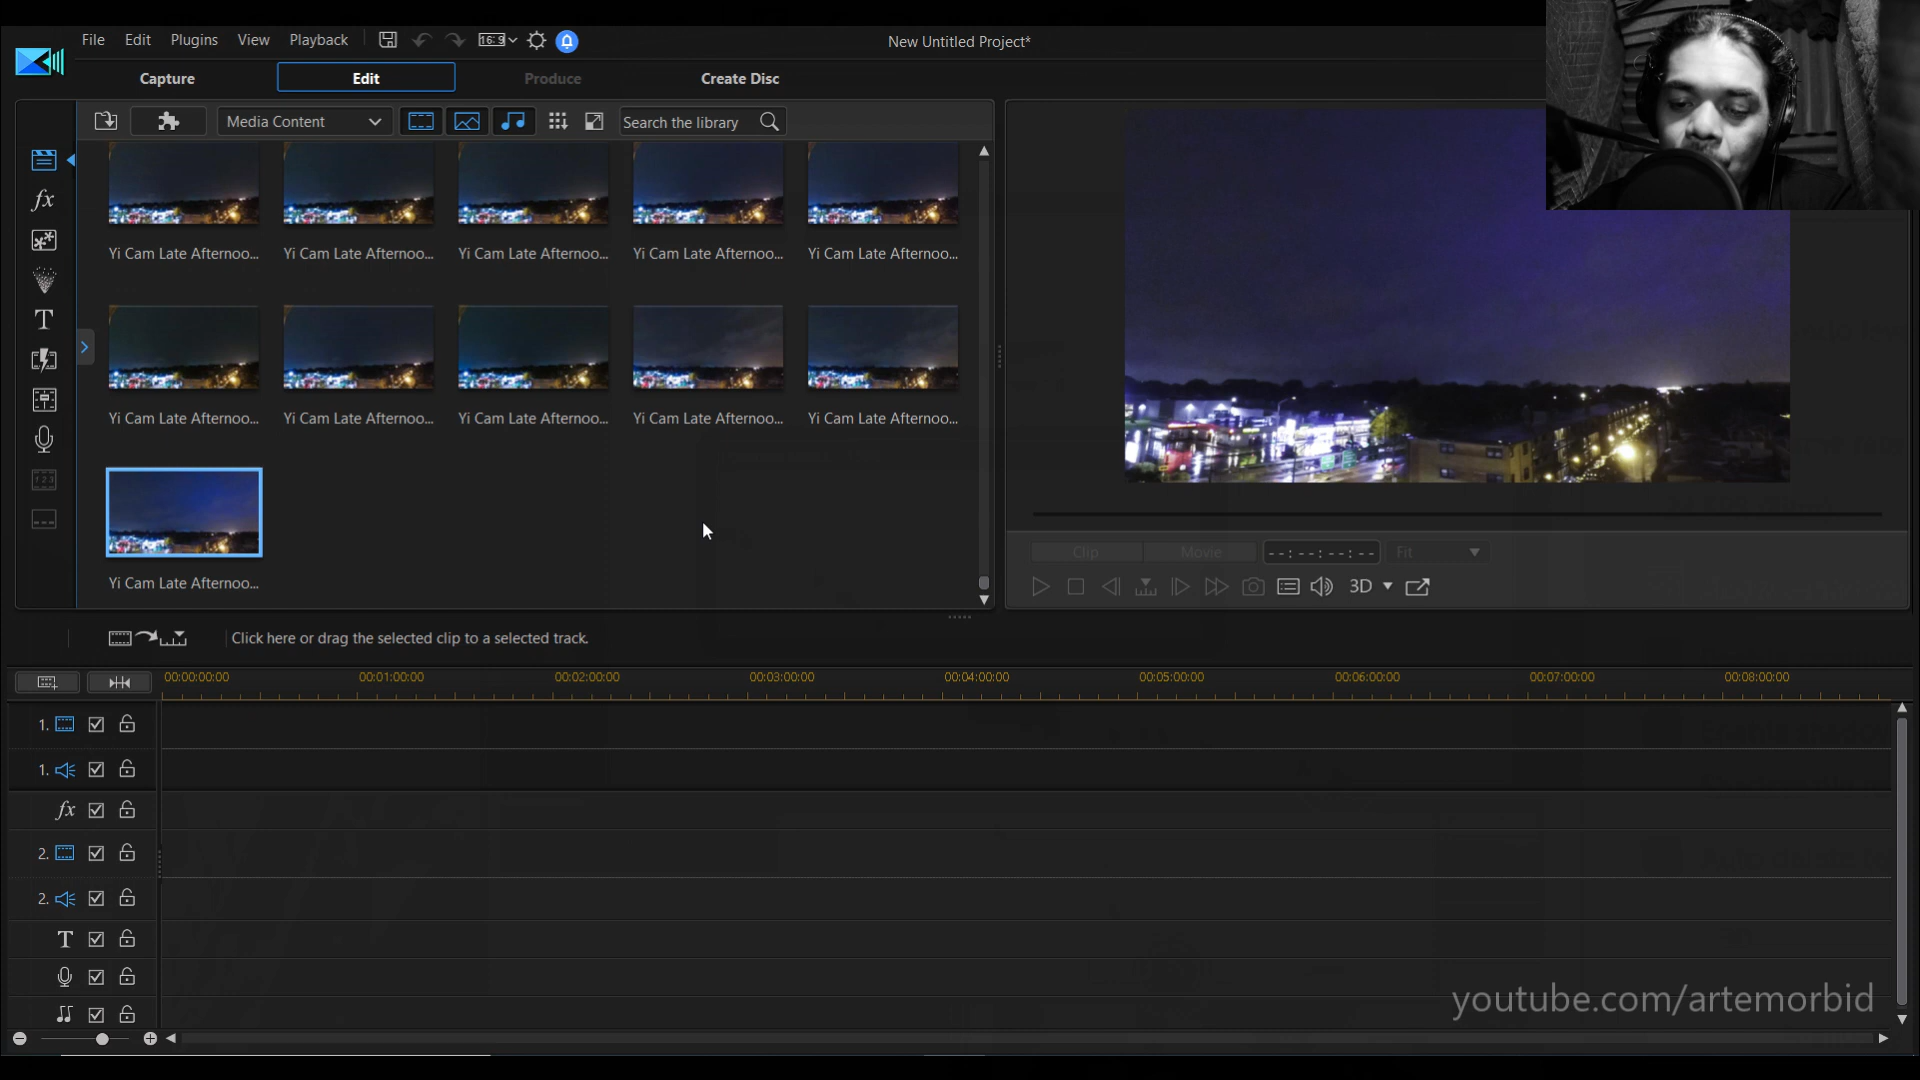 File Edit Plugins View Playback 16:9 New Untitled Project*
Capture Edit Produce Create Disc
Media Content Search the library
Yi Cam Late Afternoo... Yi Cam Late Afternoo... Yi Cam Late Afternoo... Yi Cam Late Afternoo... Yi Cam Late Afternoo...
Yi Cam Late Afternoo... Yi Cam Late Afternoo... Yi Cam Late Afternoo... Yi Cam Late Afternoo... Yi Cam Late Afternoo...
Yi Cam Late Afternoo...
Clip Movie --:--:--:-- Fit
3D
Click here or drag the selected clip to a selected track.
00:00:00:00 00:01:00:00 00:02:00:00 00:03:00:00 00:04:00:00 00:05:00:00 00:06:00:00 00:07:00:00 00:08:00:00
1.
1.
fx
2.
2.
T
youtube.com/artemorbid